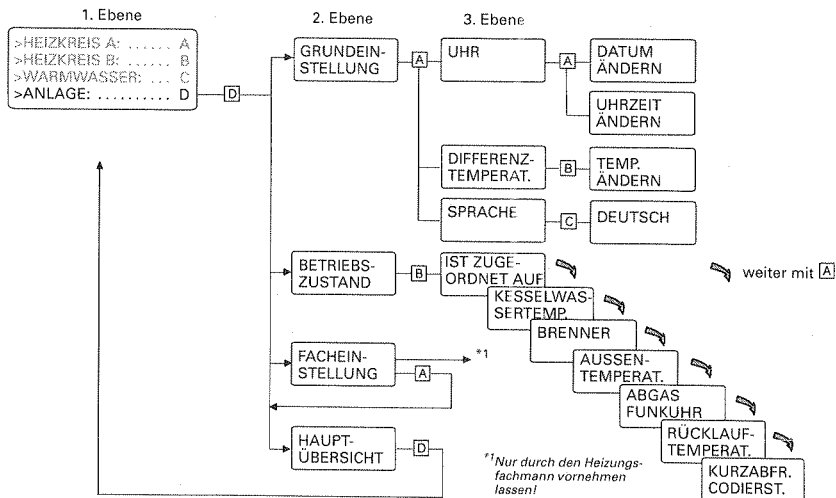 1. Ebene
2. Ebene
3. Ebene
>HEIZKREIS A: ...... A
>HEIZKREIS B: ...... B
>WARMWASSER: ... C
>ANLAGE: .......... D
D
GRUNDEIN-
STELLUNG
A
UHR
A
DATUM
ÄNDERN
UHRZEIT
ÄNDERN
DIFFERENZ-
TEMPERAT.
B
TEMP.
ÄNDERN
SPRACHE
C
DEUTSCH
BETRIEBS-
ZUSTAND
B
IST ZUGE-
ORDNET AUF
weiter mit A
KESSELWAS-
SERTEMP.
BRENNER
AUSSEN-
TEMPERAT.
ABGAS
FUNKUHR
RÜCKLAUF-
TEMPERAT.
KURZABFR.
CODIERST.
FACHEIN-
STELLUNG
*1
A
HAUPT-
ÜBERSICHT
D
*1 Nur durch den Heizungs-
fachmann vornehmen
lassen!